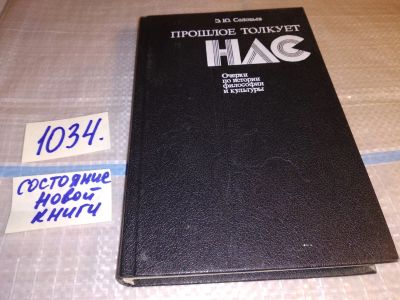 Э. Ю. Соловьев
ПРОШЛОЕ ТОЛКУЕТ
НАС
Очерки
по истории
философии
и культуры
1034.
состояние
новой
книги